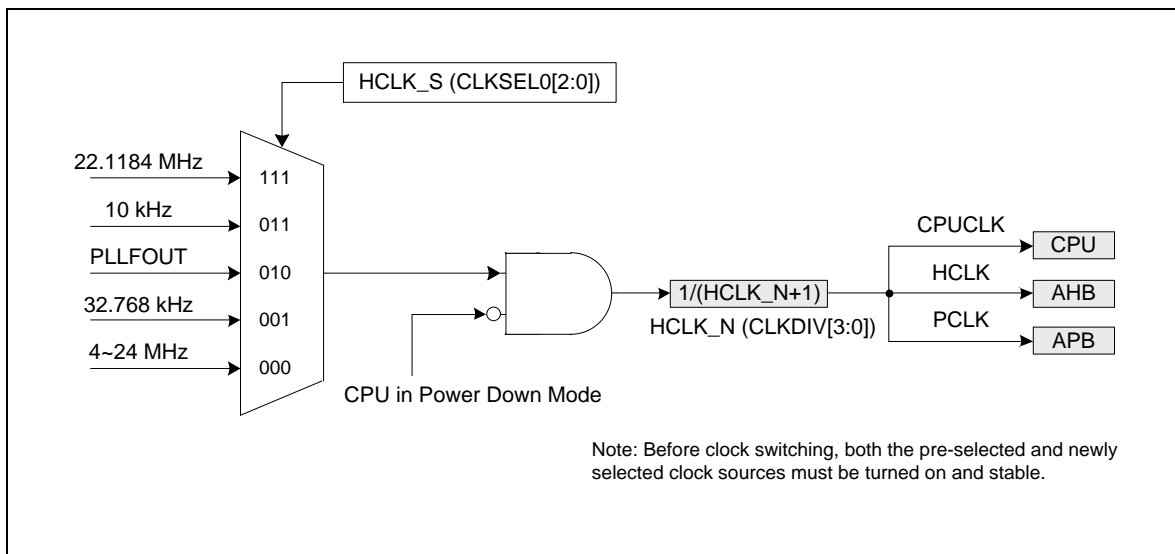 HCLK_S (CLKSEL0[2:0])
22.1184 MHz
111
10 kHz
011
PLLFOUT
010
32.768 kHz
001
4~24 MHz
000
CPU in Power Down Mode
1/(HCLK_N+1)
HCLK_N (CLKDIV[3:0])
CPUCLK
CPU
HCLK
AHB
PCLK
APB
Note: Before clock switching, both the pre-selected and newly
selected clock sources must be turned on and stable.